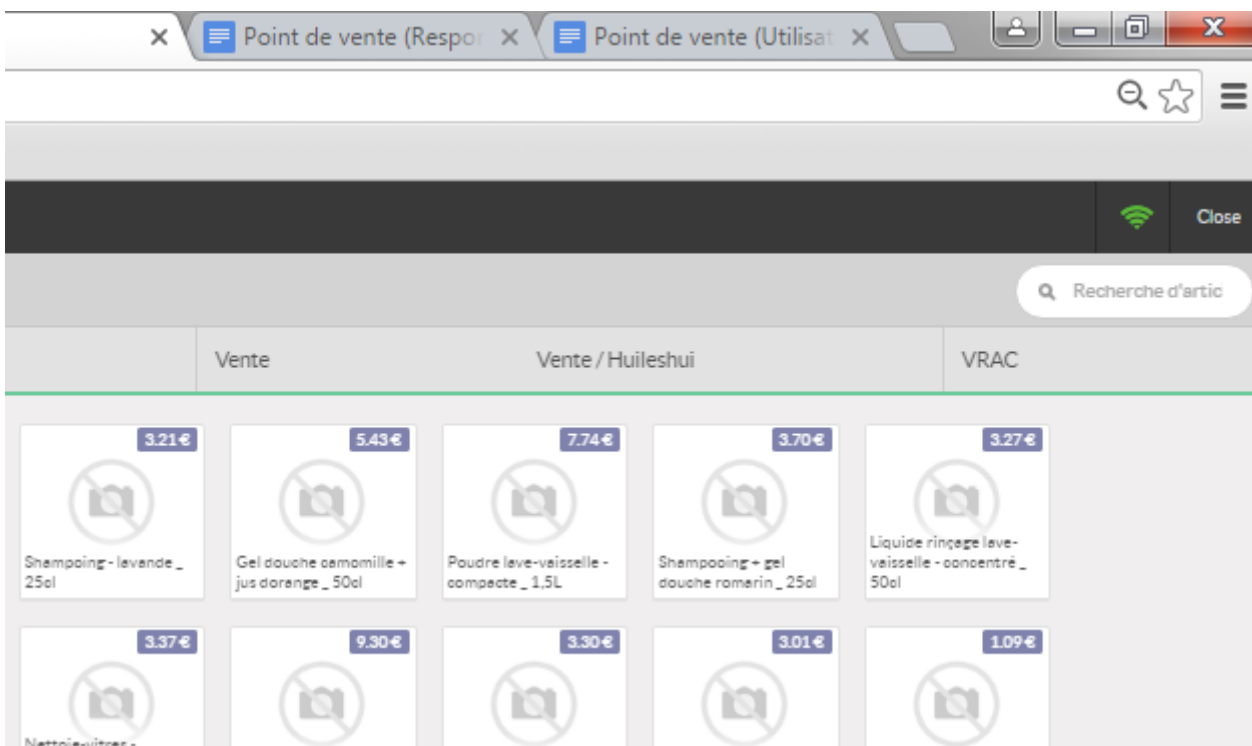 Point de vente (Respor
Point de vente (Utilisat
Close
Recherche d'artic
Vente
Vente / Huileshui
VRAC
3.21 €
5.43 €
7.74 €
3.70 €
3.27 €
Shampoing - lavande _
25cl
Gel douche camomille +
jus dorange _ 50cl
Poudre lave-vaisselle -
compacte _ 1,5L
Shampooing + gel
douche romarin _ 25cl
Liquide rinçage lave-
vaisselle - concentré _
50cl
3.37 €
9.30 €
3.30 €
3.01 €
1.09 €
Nettoie-vitres -